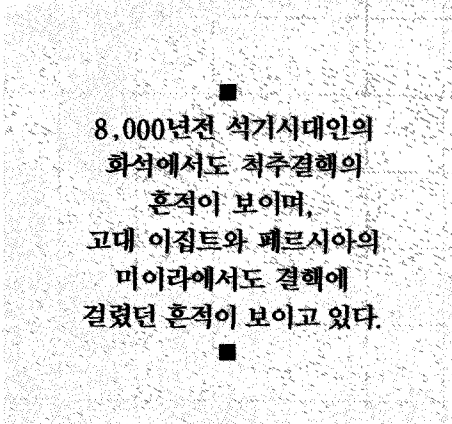 ■
8,000년전 석기시대인의
화석에서도 척추결핵의
흔적이 보이며,
고대 이집트와 페르시아의
미이라에서도 결핵에
걸렸던 흔적이 보이고 있다.
■